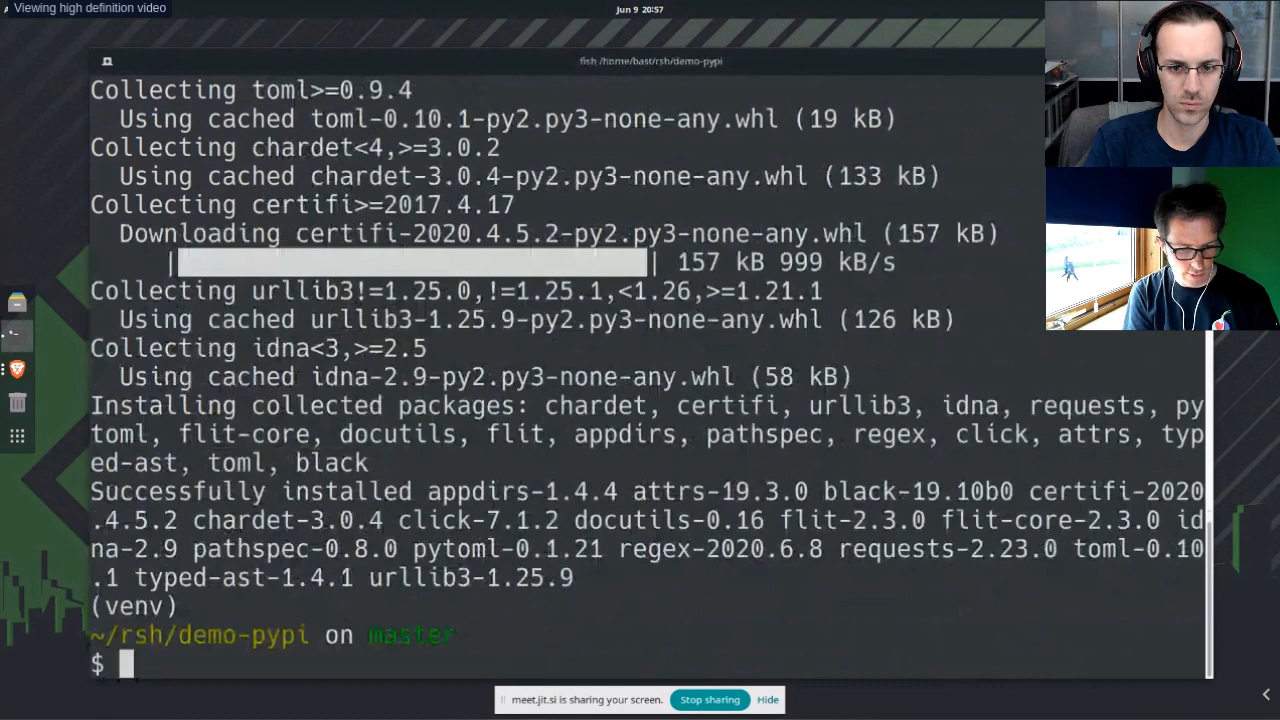 Viewing high definition video
Jun 9 20:57
fish /home/bast/rsh/demo-pypi
Collecting toml>=0.9.4
Using cached toml-0.10.1-py2.py3-none-any.whl (19 kB)
Collecting chardet<4,>=3.0.2
Using cached chardet-3.0.4-py2.py3-none-any.whl (133 kB)
Collecting certifi>=2017.4.17
Downloading certifi-2020.4.5.2-py2.py3-none-any.whl (157 kB)
| | 157 kB 999 kB/s
Collecting urllib3!=1.25.0,!=1.25.1,<1.26,>=1.21.1
Using cached urllib3-1.25.9-py2.py3-none-any.whl (126 kB)
Collecting idna<3,>=2.5
Using cached idna-2.9-py2.py3-none-any.whl (58 kB)
Installing collected packages: chardet, certifi, urllib3, idna, requests, py
toml, flit-core, docutils, flit, appdirs, pathspec, regex, click, attrs, typ
ed-ast, toml, black
Successfully installed appdirs-1.4.4 attrs-19.3.0 black-19.10b0 certifi-2020
.4.5.2 chardet-3.0.4 click-7.1.2 docutils-0.16 flit-2.3.0 flit-core-2.3.0 id
na-2.9 pathspec-0.8.0 pytoml-0.1.21 regex-2020.6.8 requests-2.23.0 toml-0.10
.1 typed-ast-1.4.1 urllib3-1.25.9
(venv)
~/rsh/demo-pypi on master
$
meet.jit.si is sharing your screen.
Stop sharing
Hide